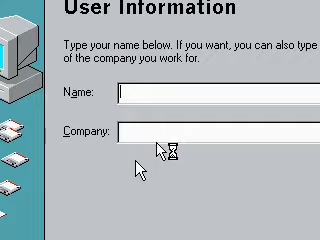 User Information
Type your name below. If you want, you can also type
of the company you work for.
Name:
Company: